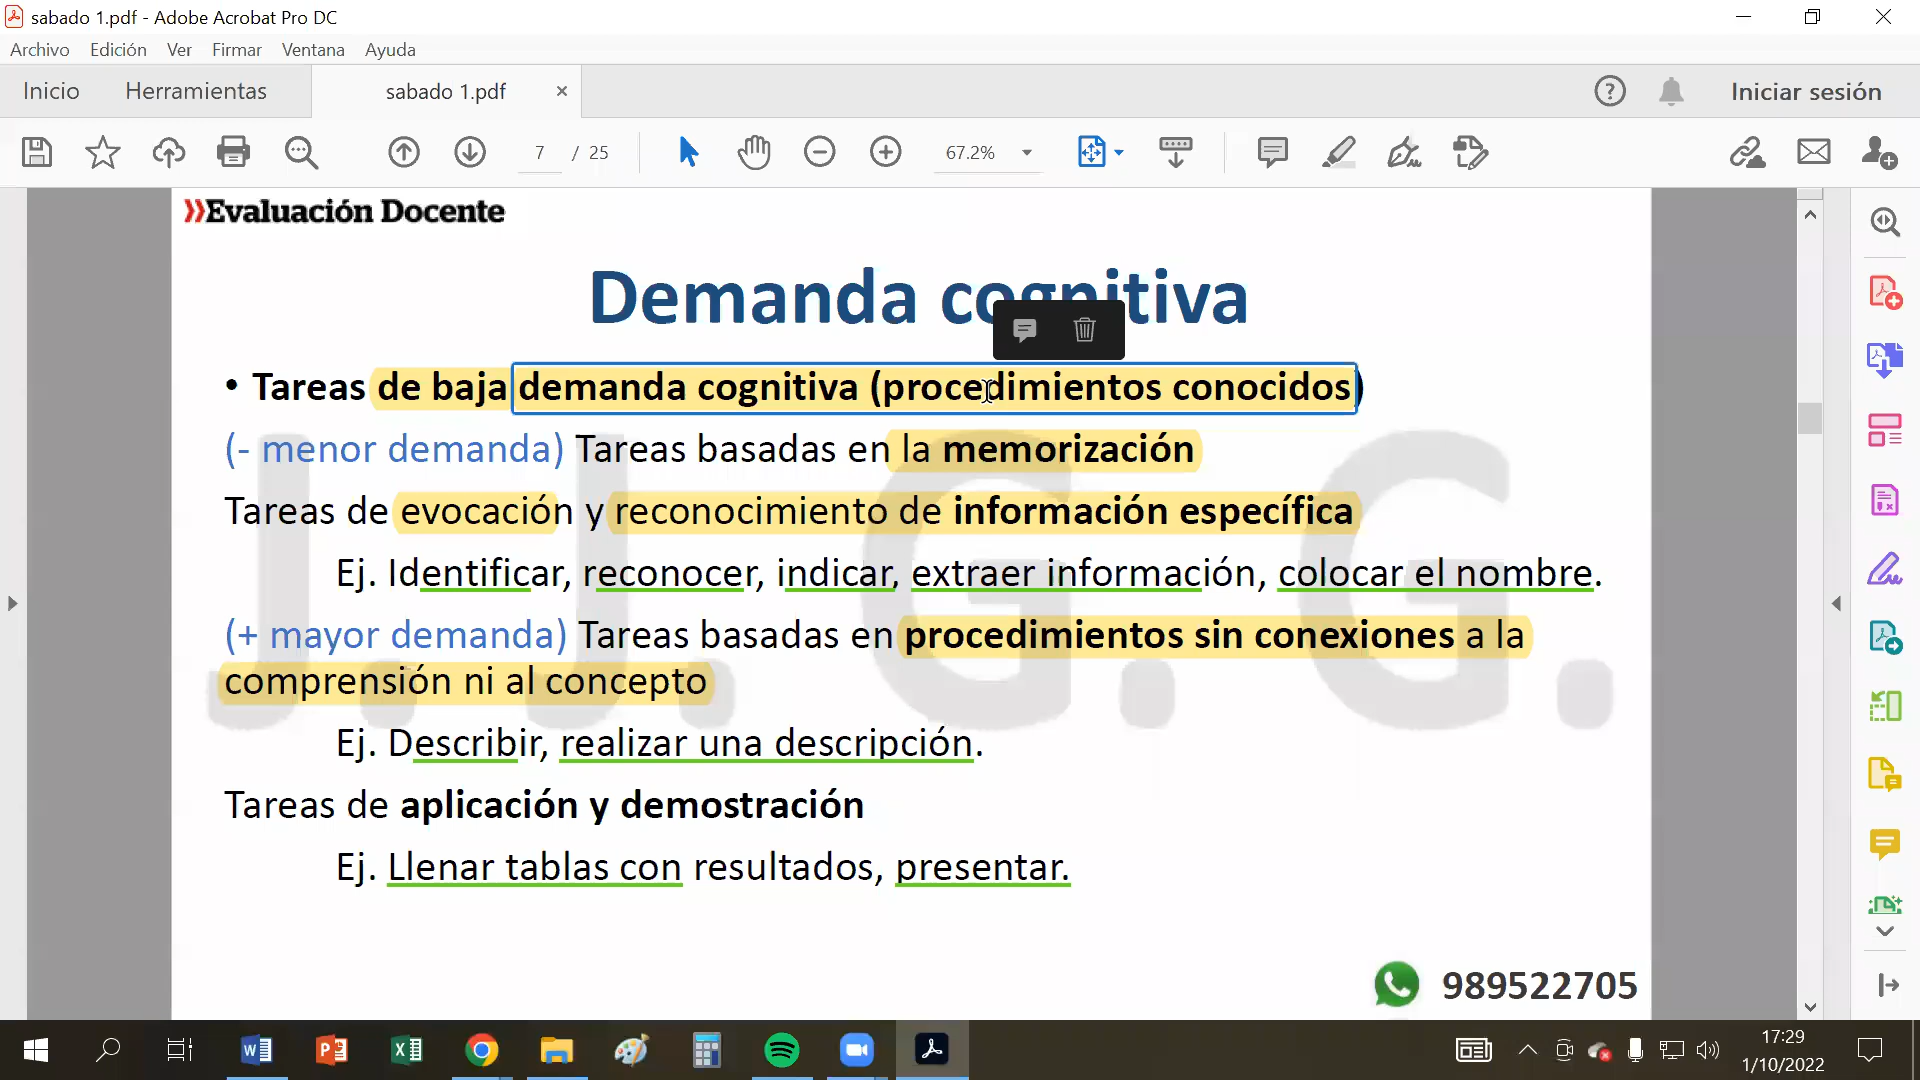 sabado 1.pdf - Adobe Acrobat Pro DC
Archivo Edición Ver Firmar Ventana Ayuda
Inicio Herramientas sabado 1.pdf × Iniciar sesión
7 / 25 67.2%
Evaluación Docente
Demanda cognitiva
• Tareas de baja demanda cognitiva (procedimientos conocidos)
(- menor demanda) Tareas basadas en la memorización
Tareas de evocación y reconocimiento de información específica
Ej. Identificar, reconocer, indicar, extraer información, colocar el nombre.
(+ mayor demanda) Tareas basadas en procedimientos sin conexiones a la
comprensión ni al concepto
Ej. Describir, realizar una descripción.
Tareas de aplicación y demostración
Ej. Llenar tablas con resultados, presentar.
J. J. G. G.
989522705
17:29
1/10/2022